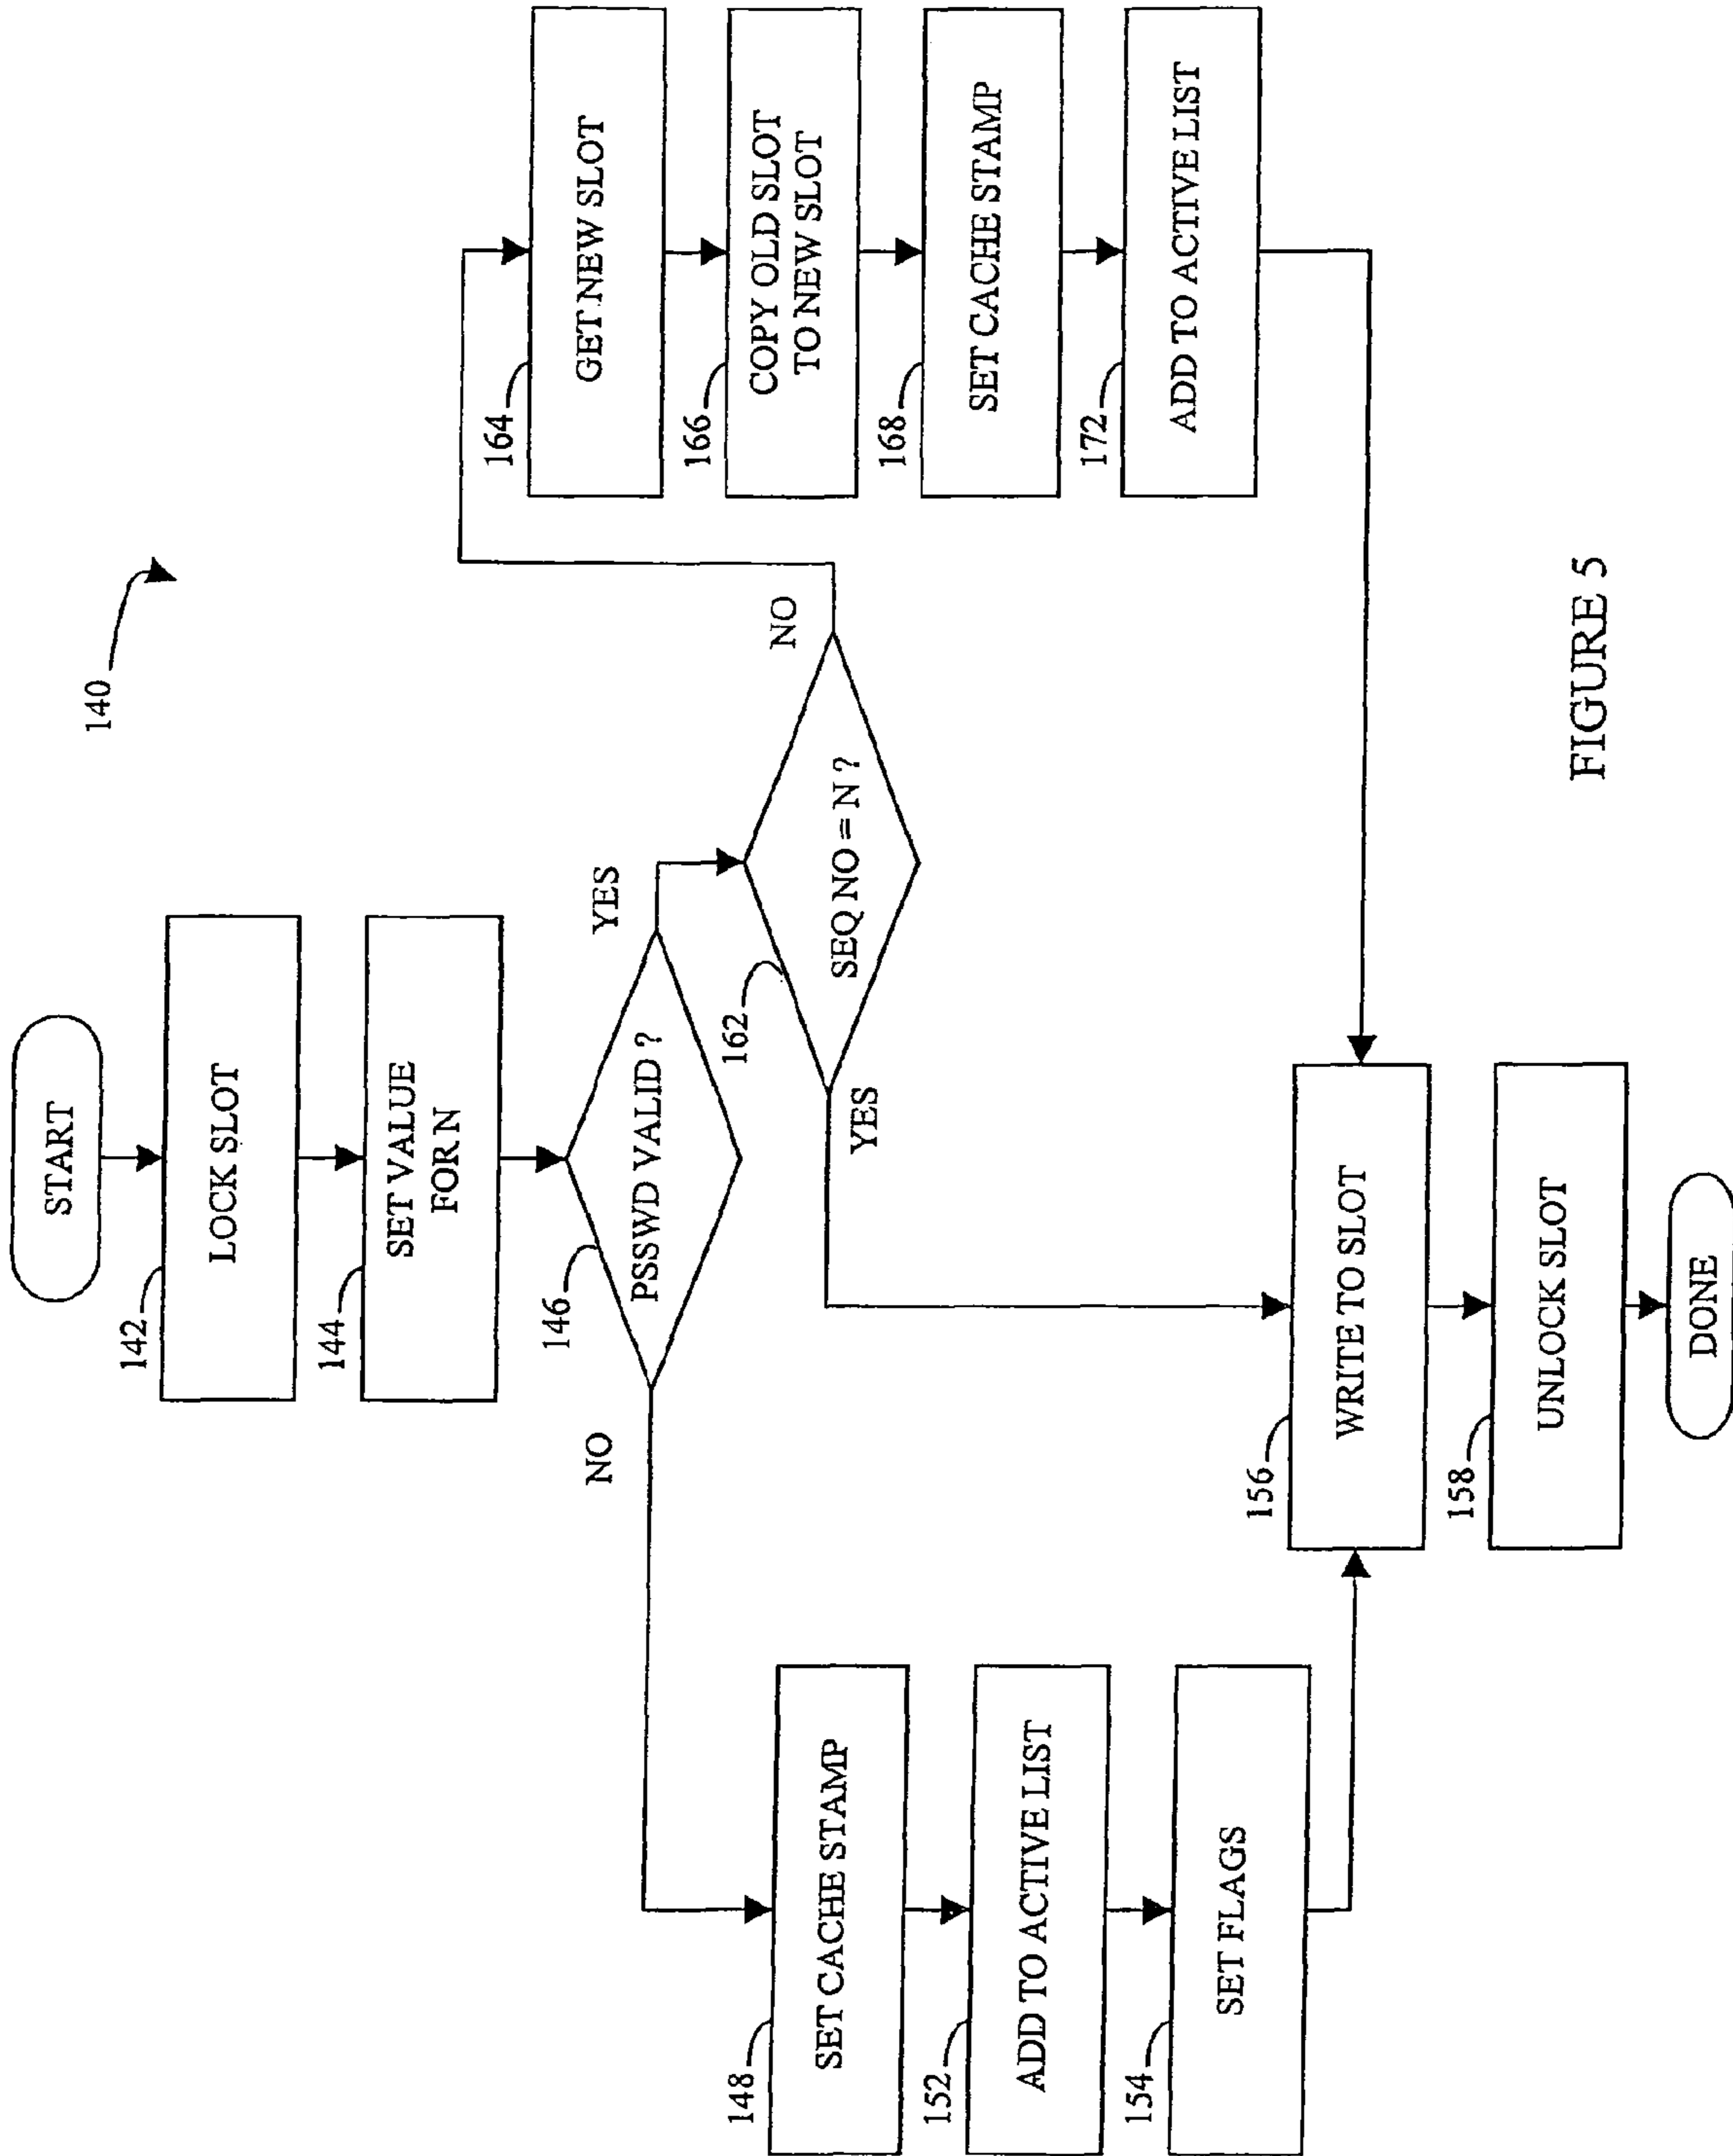 140
START
142
LOCK SLOT
144
SET VALUE
FOR N
146
PSSWD VALID ?
NO
YES
148
SET CACHE STAMP
152
ADD TO ACTIVE LIST
154
SET FLAGS
162
SEQ NO = N ?
YES
NO
164
GET NEW SLOT
166
COPY OLD SLOT
TO NEW SLOT
168
SET CACHE STAMP
172
ADD TO ACTIVE LIST
156
WRITE TO SLOT
158
UNLOCK SLOT
DONE
FIGURE 5